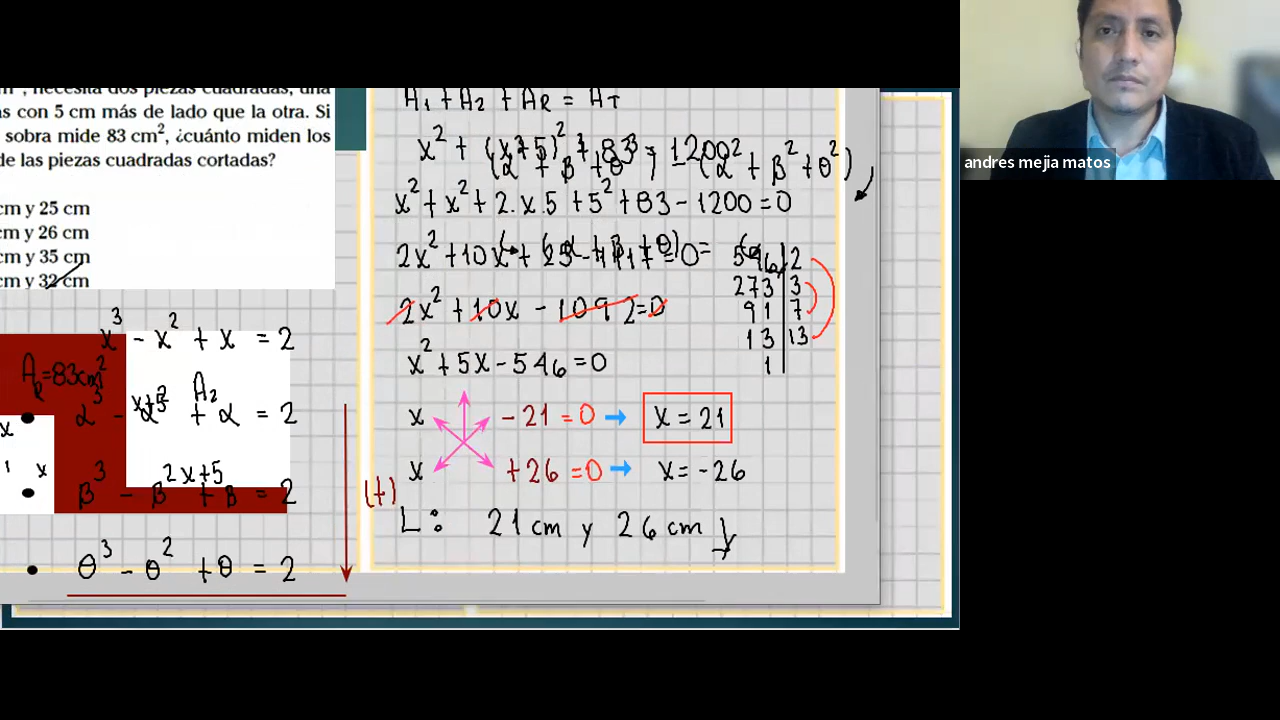 necesita dos piezas cuadradas, una
as con 5 cm más de lado que la otra. Si
sobra mide 83 cm², ¿cuánto miden los
de las piezas cuadradas cortadas?
cm y 25 cm
cm y 26 cm
cm y 35 cm
cm y 32 cm
x³ - x² + x = 2
A_R=83cm²
A₂
x+5
α³ - α² + α = 2
x
x
2x+5
β³ - β² + β = 2
θ³ - θ² + θ = 2
(+)
A₁ + A₂ + A_R = A_T
x² + (x+5)² + 83 = 1200
x² + x² + 2.x.5 + 5² + 83 - 1200 = 0
2x² + 10x + 25 - 1117 = 0
2x² + 10x - 1092 = 0
x² + 5x - 546 = 0
546 | 2
273 | 3
91 | 7
13 | 13
1
x - 21 = 0 → x = 21
x + 26 = 0 → x = -26
L: 21 cm y 26 cm
andres mejia matos